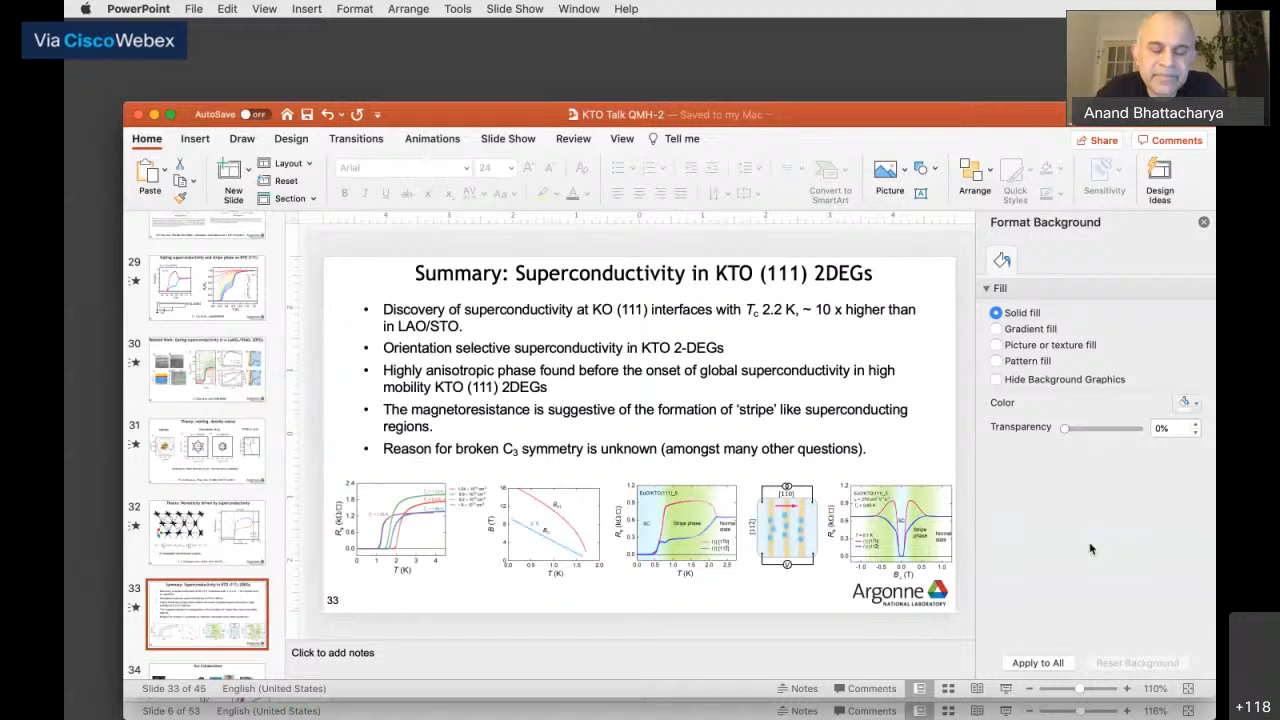 PowerPoint File Edit View Insert Format Arrange Tools Slide Show Window Help
Via Cisco Webex
Anand Bhattacharya
AutoSave OFF
KTO Talk QMH-2 — Saved to my Mac
Home Insert Draw Design Transitions Animations Slide Show Review View Tell me
Share Comments
Paste
New Slide
Layout
Reset
Section
Arial 24
Convert to SmartArt
Picture
Arrange
Quick Styles
Sensitivity
Design Ideas
29
30
31
32
33
34
Summary: Superconductivity in KTO (111) 2DEGs
• Discovery of superconductivity at KO (111) interfaces with Tc 2.2 K, ~ 10 x higher than
in LAO/STO.
• Orientation selective superconductivity in KTO 2-DEGs
• Highly anisotropic phase found before the onset of global superconductivity in high
mobility KTO (111) 2DEGs
• The magnetoresistance is suggestive of the formation of 'stripe' like superconducting
regions.
• Reason for broken C3 symmetry is unknown (amongst many other questions).
T (K)
B (T)
T (K)
SC
Stripe phase
Normal state
T (K)
SC
Stripe phase
Normal state
33
Argonne
NATIONAL LABORATORY
Format Background
Fill
Solid fill
Gradient fill
Picture or texture fill
Pattern fill
Hide Background Graphics
Color
Transparency 0%
Apply to All Reset Background
Click to add notes
Slide 33 of 45 English (United States) Notes Comments 110%
Slide 6 of 53 English (United States) Notes Comments 116%
+118